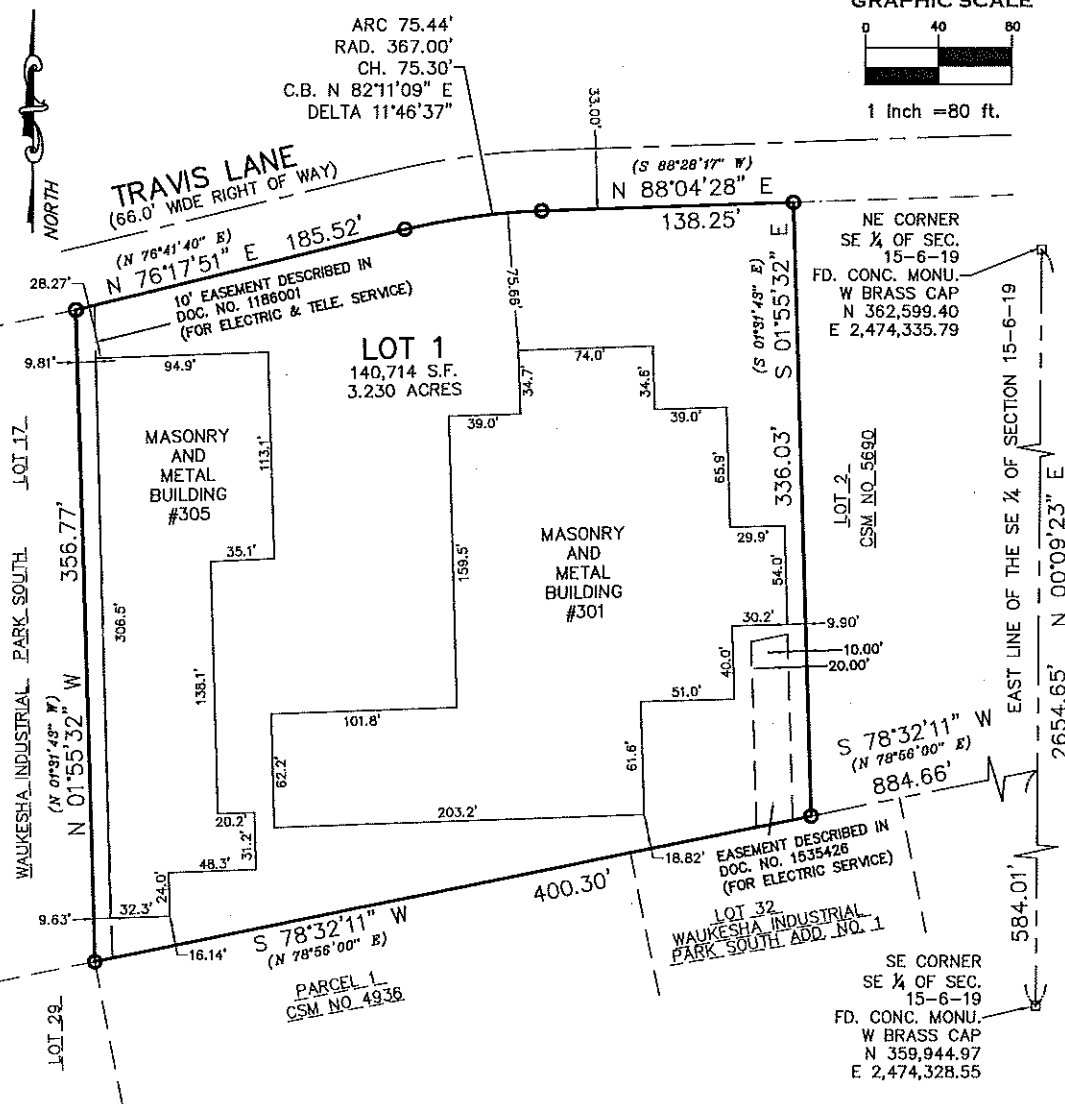 GRAPHIC SCALE
0 40 80
1 inch =80 ft.
NORTH
ARC 75.44'
RAD. 367.00'
CH. 75.30'
C.B. N 82°11'09" E
DELTA 11°46'37"
33.00'
TRAVIS LANE
(66.0' WIDE RIGHT OF WAY)
(S 88°28'17" W)
N 88°04'28" E
138.25'
(N 76°41'40" E)
N 76°17'51" E 185.52'
10' EASEMENT DESCRIBED IN
DOC. NO. 1186001
(FOR ELECTRIC & TELE. SERVICE)
28.27'
9.81'
94.9'
75.66'
LOT 1
140,714 S.F.
3.230 ACRES
74.0'
34.7'
34.6'
39.0'
39.0'
(S 01°31'43" E)
S 01°55'32" E
336.03'
NE CORNER
SE ¼ OF SEC.
15-6-19
FD. CONC. MONU.
W BRASS CAP
N 362,599.40
E 2,474,335.79
EAST LINE OF THE SE ¼ OF SECTION 15-6-19
2654.65' N 00°09'23" E
LOT 17
WAUKESHA INDUSTRIAL PARK SOUTH
356.77'
N 01°55'32" W
(N 01°31'43" W)
MASONRY
AND
METAL
BUILDING
#305
113.1'
35.1'
306.5'
138.1'
20.2'
31.2'
48.3'
24.0'
32.3'
9.63'
16.14'
MASONRY
AND
METAL
BUILDING
#301
65.9'
29.9'
54.0'
159.5'
30.2'
9.90'
10.00'
20.00'
40.0'
51.0'
101.8'
62.2'
61.6'
203.2'
18.82'
LOT 2
CSM NO 5690
S 78°32'11" W
(N 78°56'00" E)
884.66'
EASEMENT DESCRIBED IN
DOC. NO. 1535426
(FOR ELECTRIC SERVICE)
400.30'
S 78°32'11" W
(N 78°56'00" E)
PARCEL 1
CSM NO 4936
LOT 32
WAUKESHA INDUSTRIAL
PARK SOUTH ADD. NO. 1
LOT 29
584.01'
SE CORNER
SE ¼ OF SEC.
15-6-19
FD. CONC. MONU.
W BRASS CAP
N 359,944.97
E 2,474,328.55